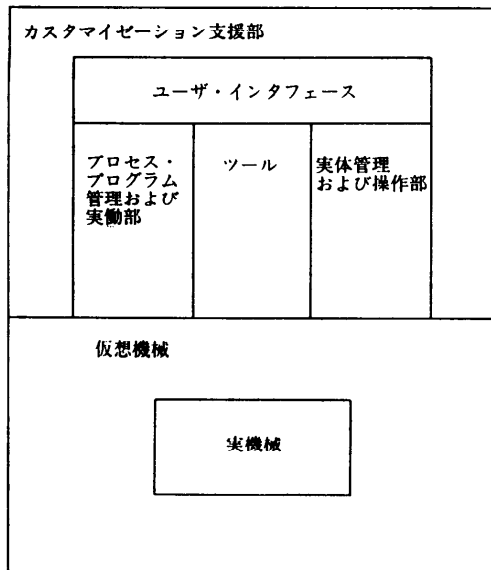 カスタマイゼーション支援部
ユーザ・インタフェース
プロセス・
プログラム
管理および
実働部
ツール
実体管理
および操作部
仮想機械
実機械